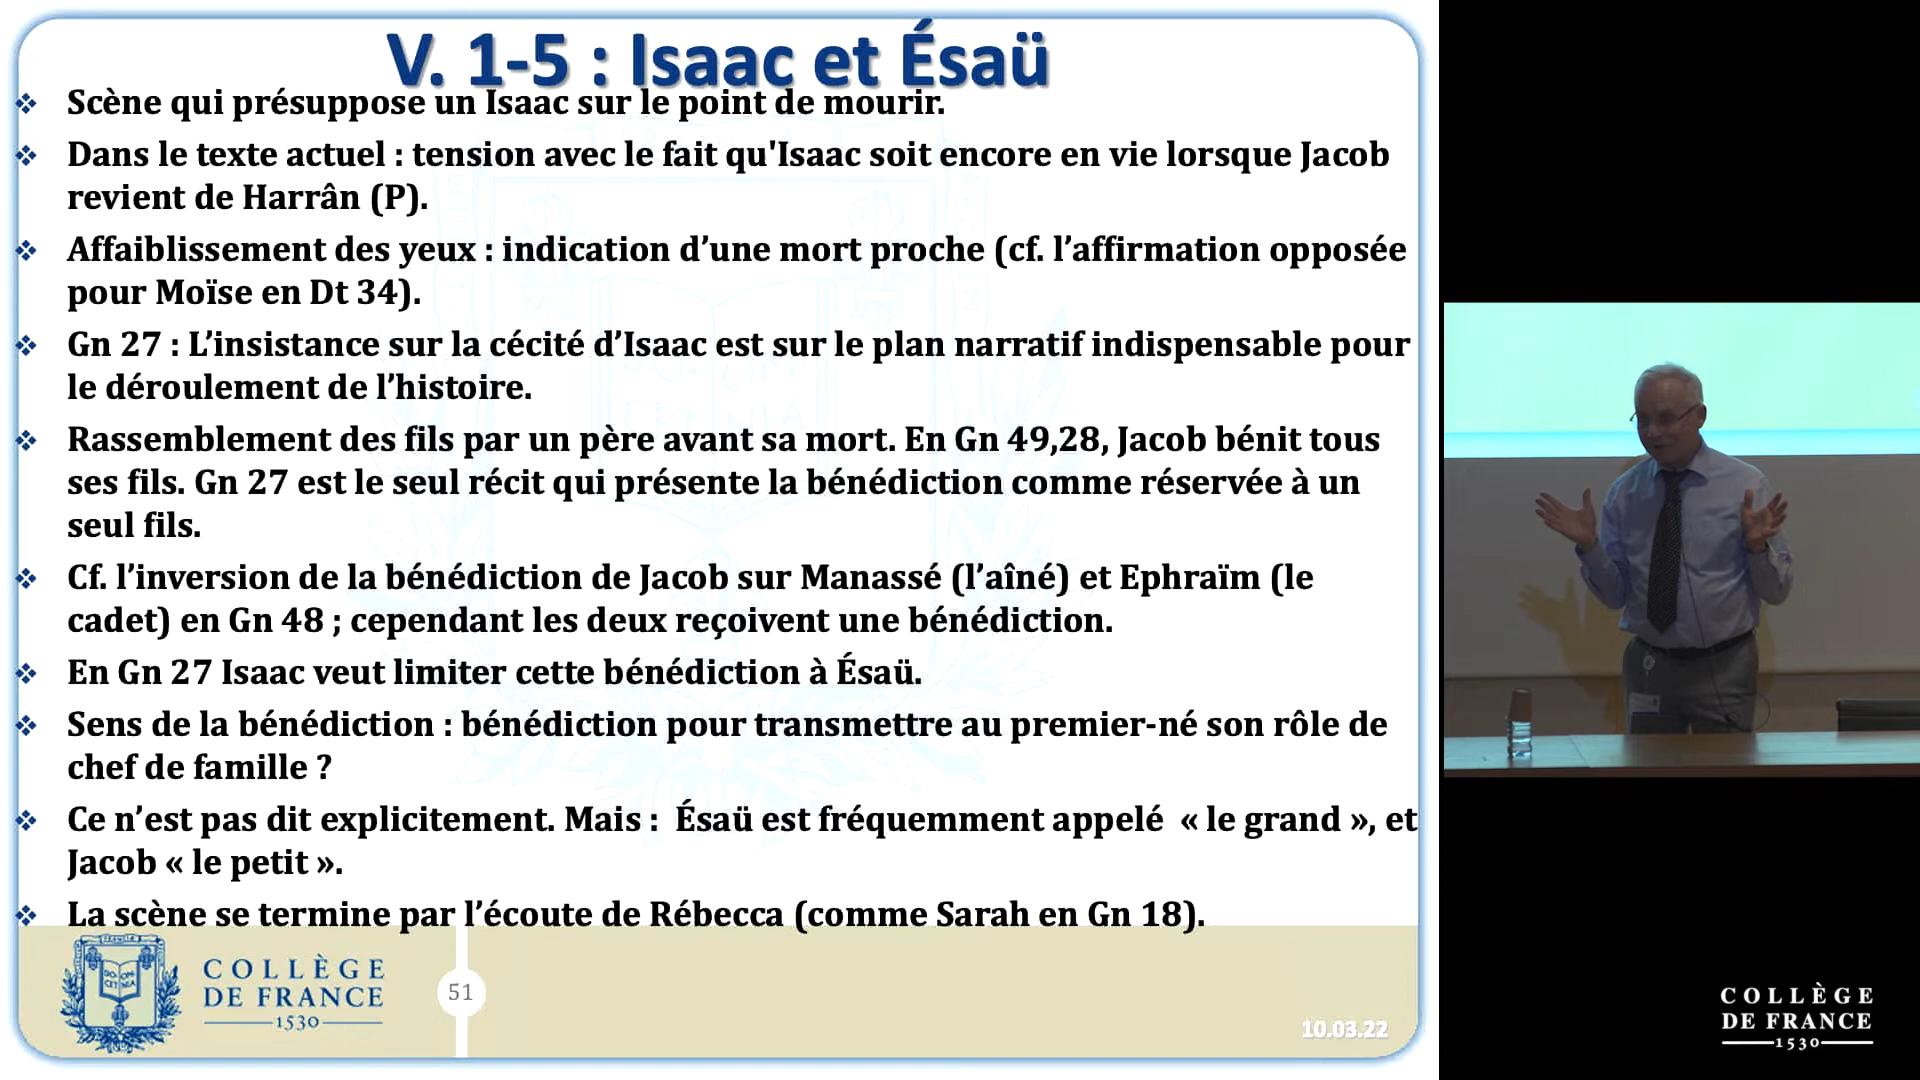 V. 1-5 : Isaac et Ésaü
❖ Scène qui présuppose un Isaac sur le point de mourir.
❖ Dans le texte actuel : tension avec le fait qu'Isaac soit encore en vie lorsque Jacob
revient de Harrân (P).
❖ Affaiblissement des yeux : indication d’une mort proche (cf. l’affirmation opposée
pour Moïse en Dt 34).
❖ Gn 27 : L’insistance sur la cécité d’Isaac est sur le plan narratif indispensable pour
le déroulement de l’histoire.
❖ Rassemblement des fils par un père avant sa mort. En Gn 49,28, Jacob bénit tous
ses fils. Gn 27 est le seul récit qui présente la bénédiction comme réservée à un
seul fils.
❖ Cf. l’inversion de la bénédiction de Jacob sur Manassé (l’aîné) et Ephraïm (le
cadet) en Gn 48 ; cependant les deux reçoivent une bénédiction.
❖ En Gn 27 Isaac veut limiter cette bénédiction à Ésaü.
❖ Sens de la bénédiction : bénédiction pour transmettre au premier-né son rôle de
chef de famille ?
❖ Ce n’est pas dit explicitement. Mais :  Ésaü est fréquemment appelé  « le grand », et
Jacob « le petit ».
❖ La scène se termine par l’écoute de Rébecca (comme Sarah en Gn 18).
COLLÈGE
DE FRANCE
1530
51
10.03.22
COLLÈGE
DE FRANCE
1530